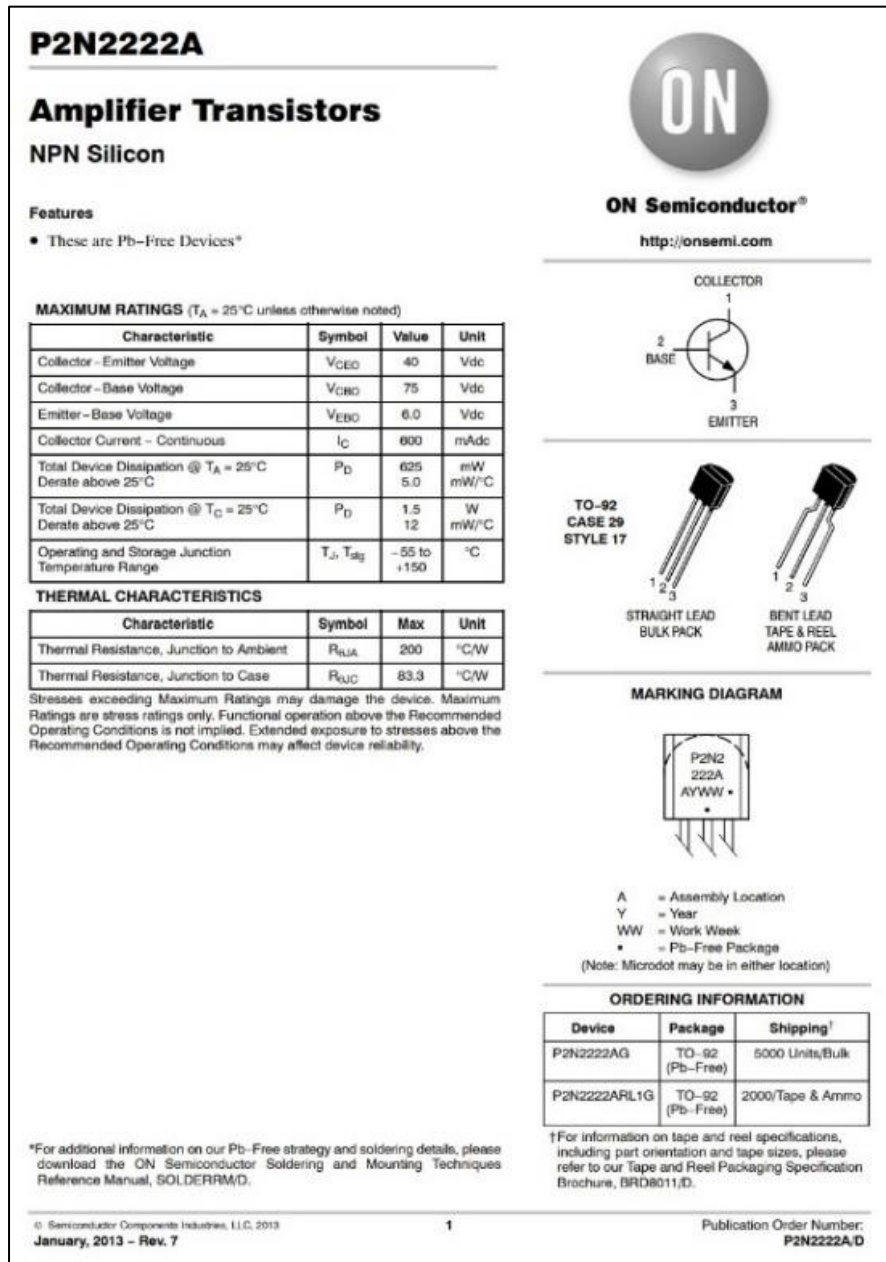 P2N2222A
Amplifier Transistors
NPN Silicon
Features
• These are Pb−Free Devices*
MAXIMUM RATINGS (TA = 25°C unless otherwise noted)
Characteristic Symbol Value Unit
Collector−Emitter Voltage VCEO 40 Vdc
Collector−Base Voltage VCBO 75 Vdc
Emitter−Base Voltage VEBO 6.0 Vdc
Collector Current − Continuous IC 600 mAdc
Total Device Dissipation @ TA = 25°C PD 625 mW
Derate above 25°C 5.0 mW/°C
Total Device Dissipation @ TC = 25°C PD 1.5 W
Derate above 25°C 12 mW/°C
Operating and Storage Junction TJ, Tstg −55 to °C
Temperature Range +150
THERMAL CHARACTERISTICS
Characteristic Symbol Max Unit
Thermal Resistance, Junction to Ambient RθJA 200 °C/W
Thermal Resistance, Junction to Case RθJC 83.3 °C/W
Stresses exceeding Maximum Ratings may damage the device. Maximum
Ratings are stress ratings only. Functional operation above the Recommended
Operating Conditions is not implied. Extended exposure to stresses above the
Recommended Operating Conditions may affect device reliability.
*For additional information on our Pb−Free strategy and soldering details, please
download the ON Semiconductor Soldering and Mounting Techniques
Reference Manual, SOLDERRM/D.
ON
ON Semiconductor®
http://onsemi.com
COLLECTOR
1
2
BASE
3
EMITTER
TO−92
CASE 29
STYLE 17
1 2 3
STRAIGHT LEAD
BULK PACK
1 2 3
BENT LEAD
TAPE & REEL
AMMO PACK
MARKING DIAGRAM
P2N2
222A
AYWW ▪
▪
A = Assembly Location
Y = Year
WW = Work Week
▪ = Pb−Free Package
(Note: Microdot may be in either location)
ORDERING INFORMATION
Device Package Shipping†
P2N2222AG TO−92 5000 Units/Bulk
(Pb−Free)
P2N2222ARL1G TO−92 2000/Tape & Ammo
(Pb−Free)
†For information on tape and reel specifications,
including part orientation and tape sizes, please
refer to our Tape and Reel Packaging Specification
Brochure, BRD8011/D.
© Semiconductor Components Industries, LLC, 2013
January, 2013 − Rev. 7
1
Publication Order Number:
P2N2222A/D